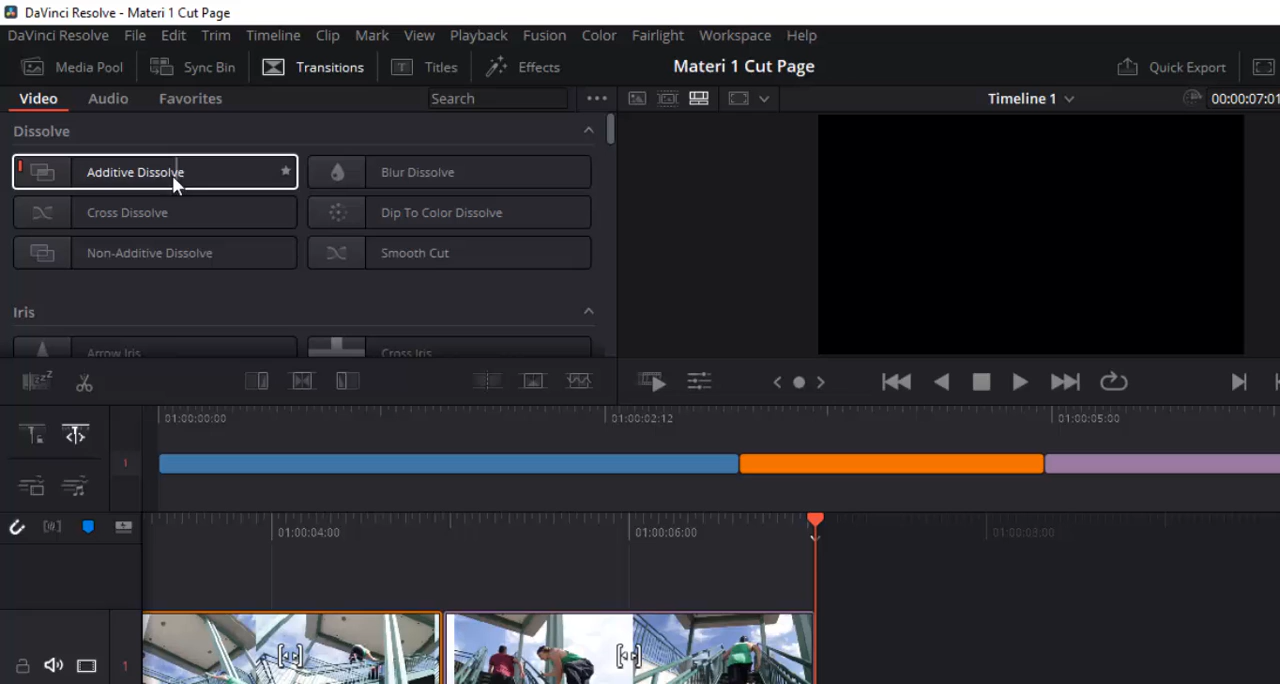 DaVinci Resolve - Materi 1 Cut Page
DaVinci Resolve File Edit Trim Timeline Clip Mark View Playback Fusion Color Fairlight Workspace Help
Media Pool Sync Bin Transitions Titles Effects Materi 1 Cut Page Quick Export
Video Audio Favorites Search Timeline 1 00:00:07:01
Dissolve
Additive Dissolve Blur Dissolve
Cross Dissolve Dip To Color Dissolve
Non-Additive Dissolve Smooth Cut
Iris
Arrow Iris Cross Iris
01:00:00:00 01:00:02:12 01:00:05:00
1
01:00:04:00 01:00:06:00 01:00:08:00
1